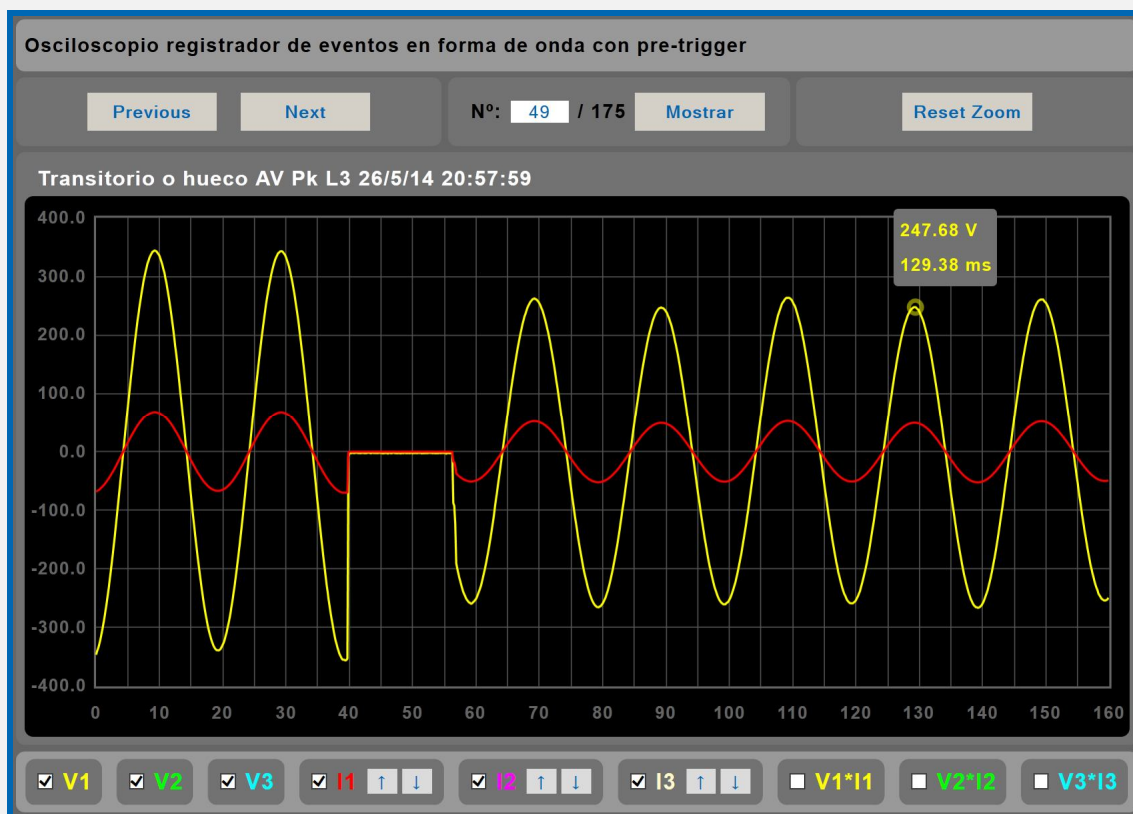 Osciloscopio registrador de eventos en forma de onda con pre-trigger
Previous Next Nº: 49 / 175 Mostrar Reset Zoom
Transitorio o hueco AV Pk L3 26/5/14 20:57:59
400.0
247.68 V
129.38 ms
300.0
200.0
100.0
0.0
-100.0
-200.0
-300.0
-400.0
0 10 20 30 40 50 60 70 80 90 100 110 120 130 140 150 160
V1 V2 V3 I1 ↑ ↓ I2 ↑ ↓ I3 ↑ ↓ V1*I1 V2*I2 V3*I3